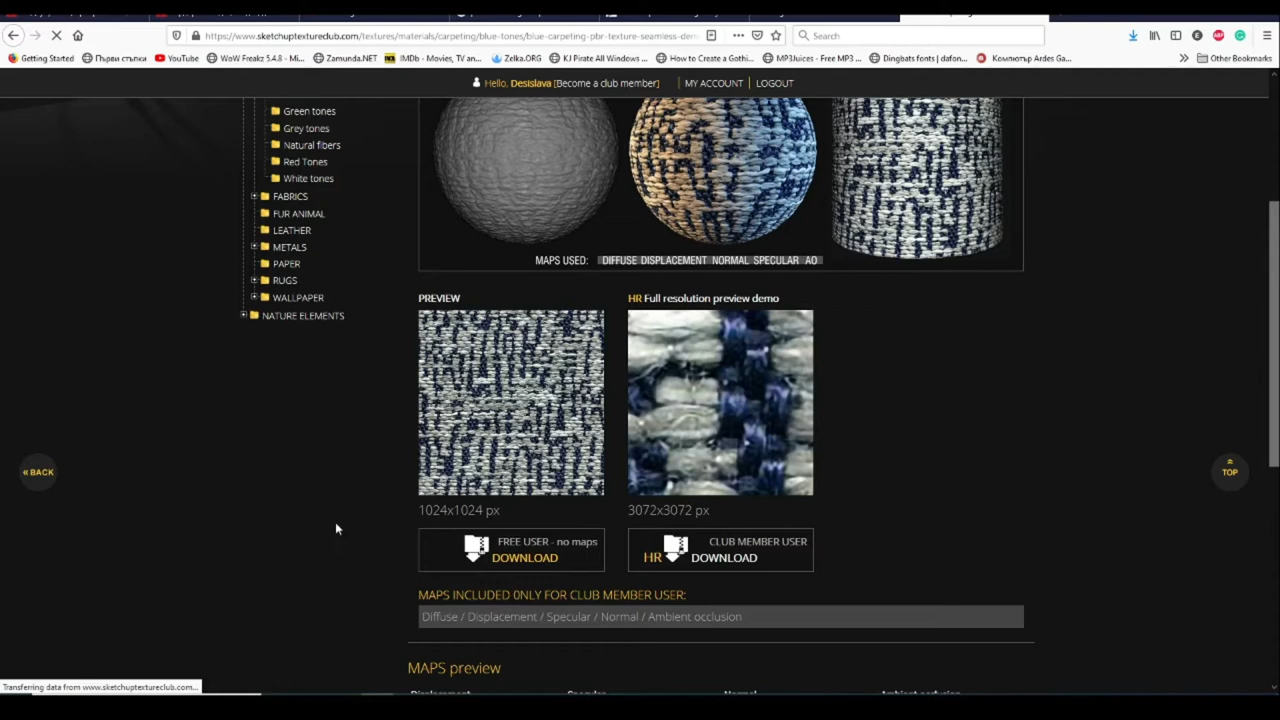 https://www.sketchuptextureclub.com/textures/materials/carpeting/blue-tones/blue-carpeting-pbr-texture-seamless-dem
Search
Getting Started
Първи стъпки
YouTube
WoW Freakz 5.4.8 - Mi...
Zamunda.NET
IMDb - Movies, TV an...
Zelka.ORG
KJ Pirate All Windows ...
How to Create a Gothi...
MP3Juices - Free MP3 ...
Dingbats fonts | dafon...
Компютър Ardes Ga...
Other Bookmarks
Hello, Desislava [Become a club member]
MY ACCOUNT
LOGOUT
Green tones
Grey tones
Natural fibers
Red Tones
White tones
FABRICS
FUR ANIMAL
LEATHER
METALS
PAPER
RUGS
WALLPAPER
NATURE ELEMENTS
MAPS USED: DIFFUSE DISPLACEMENT NORMAL SPECULAR AO
PREVIEW
HR Full resolution preview demo
« BACK
TOP
1024x1024 px
3072x3072 px
FREE USER - no maps
DOWNLOAD
CLUB MEMBER USER
HR DOWNLOAD
MAPS INCLUDED 0NLY FOR CLUB MEMBER USER:
Diffuse / Displacement / Specular / Normal / Ambient occlusion
MAPS preview
Displacement
Specular
Normal
Ambient occlusion
Transferring data from www.sketchuptextureclub.com...